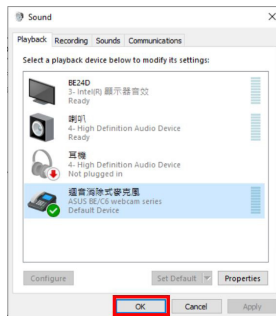 Sound
Playback
Recording
Sounds
Communications
Select a playback device below to modify its settings:
BE24D
3- Intel(R) 顯示器音效
Ready
喇叭
4- High Definition Audio Device
Ready
耳機
4- High Definition Audio Device
Not plugged in
迴音消除式麥克風
ASUS BE/C6 webcam series
Default Device
Configure
Set Default
Properties
OK
Cancel
Apply